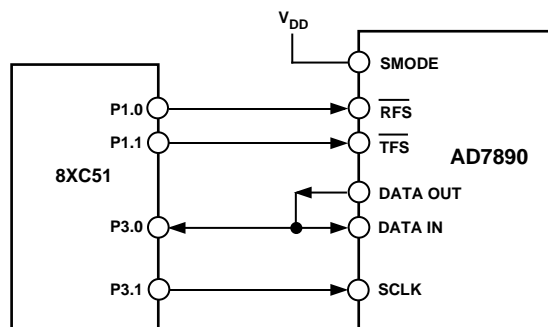 VDD
SMODE
P1.0
RFS
P1.1
TFS
AD7890
8XC51
DATA OUT
P3.0
DATA IN
P3.1
SCLK